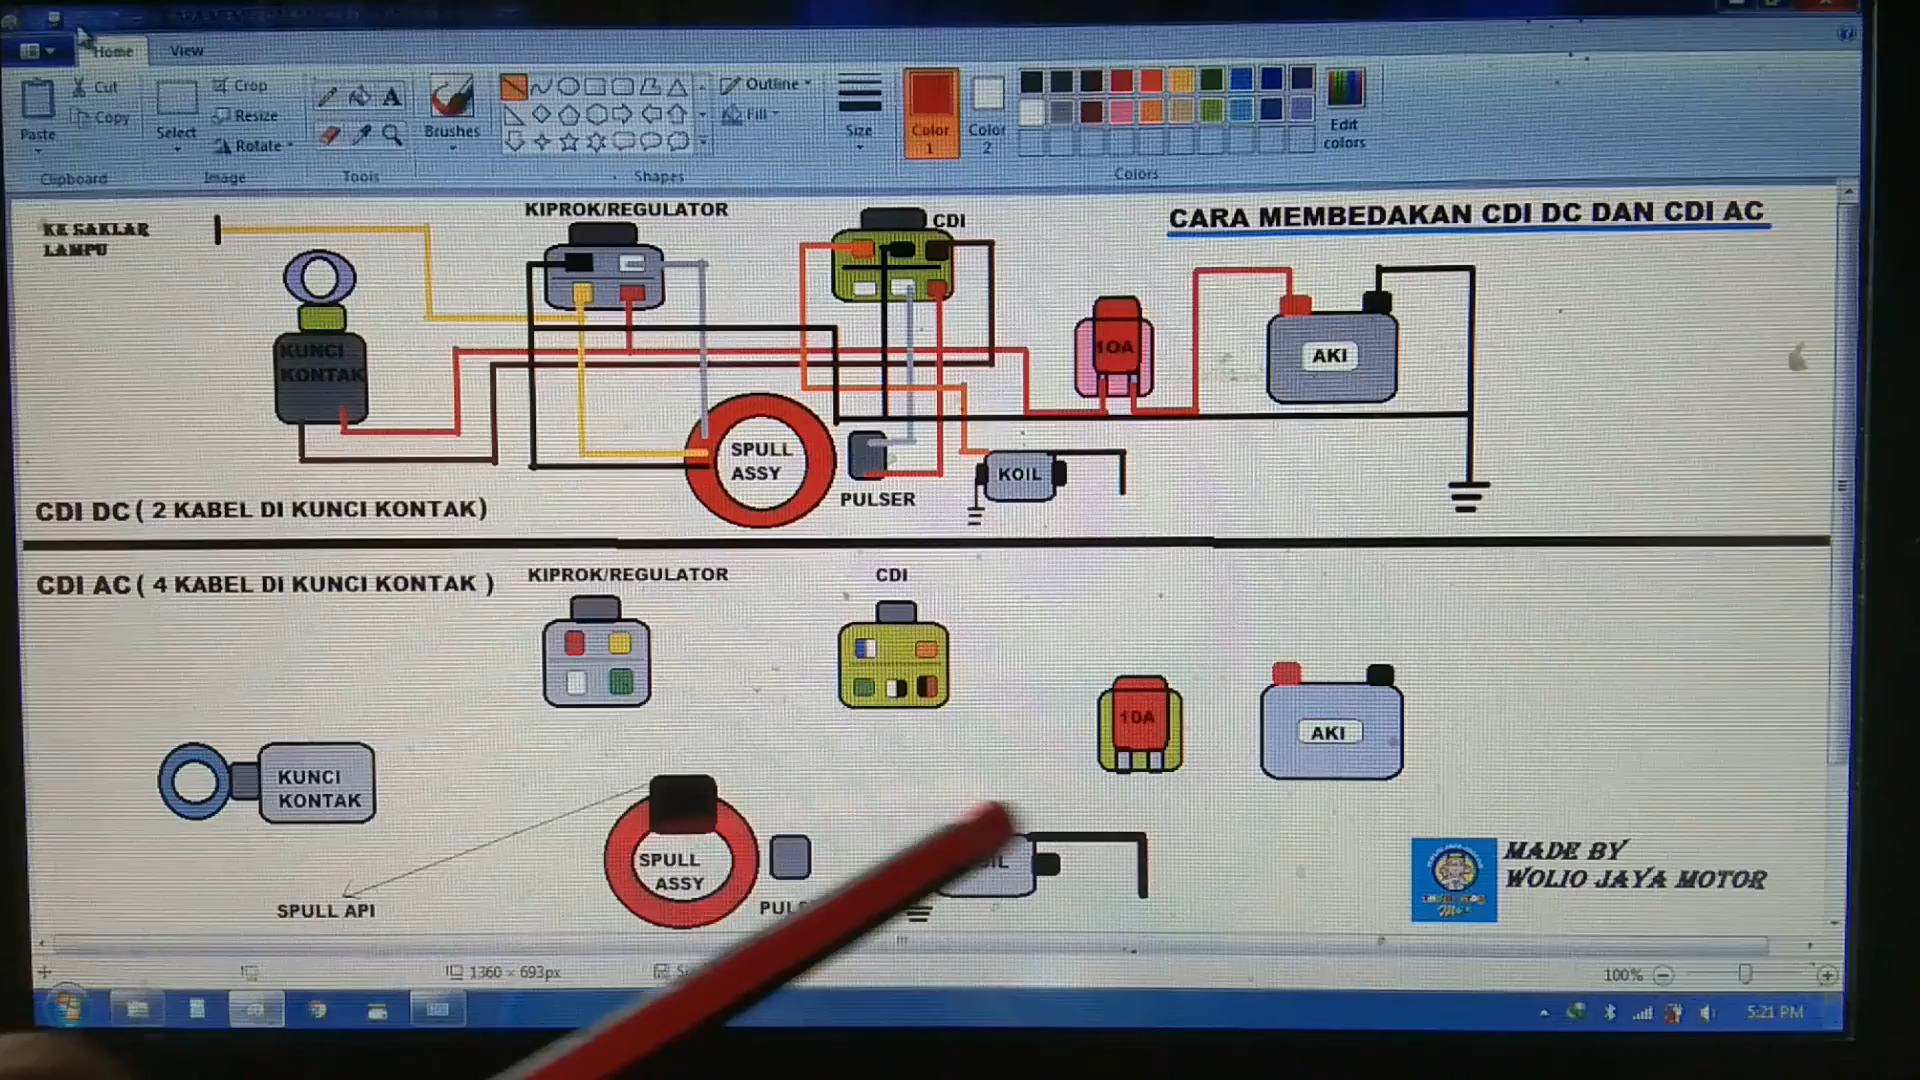 Home
View
Paste
Cut
Copy
Clipboard
Select
Crop
Resize
Rotate
Image
Tools
Brushes
Shapes
Outline
Fill
Size
Color 1
Color 2
Edit colors
Colors
KE SAKLAR
LAMPU
KIPROK/REGULATOR
CDI
CARA MEMBEDAKAN CDI DC DAN CDI AC
KUNCI
KONTAK
10A
AKI
SPULL
ASSY
PULSER
KOIL
CDI DC ( 2 KABEL DI KUNCI KONTAK)
CDI AC ( 4 KABEL DI KUNCI KONTAK )
KIPROK/REGULATOR
CDI
10A
AKI
KUNCI
KONTAK
SPULL
ASSY
SPULL API
MADE BY
WOLIO JAYA MOTOR
1360 × 693px
100%
5:21 PM